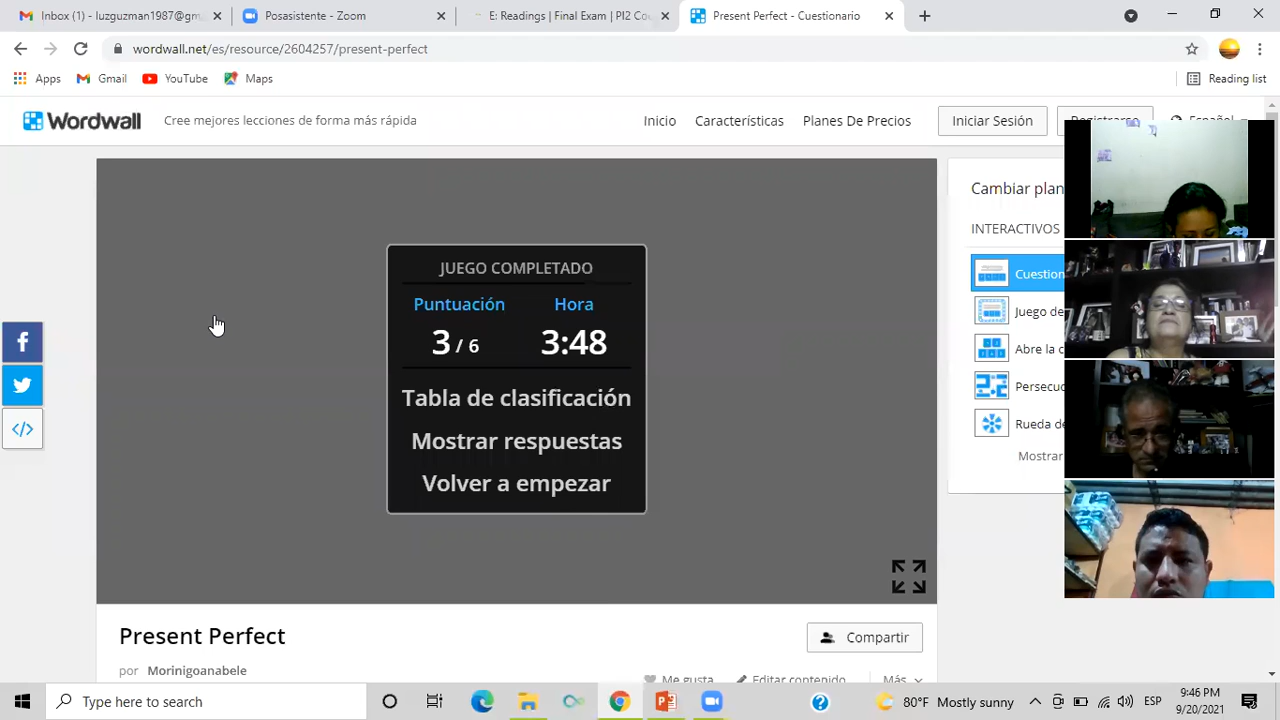 Inbox (1) - luzguzman1987@gm
Posasistente - Zoom
E: Readings | Final Exam | PI2 Co
Present Perfect - Cuestionario
wordwall.net/es/resource/2604257/present-perfect
Apps
Gmail
YouTube
Maps
Reading list
Wordwall
Cree mejores lecciones de forma más rápida
Inicio
Características
Planes De Precios
Iniciar Sesión
Español
Cambiar plan
INTERACTIVOS
Cuestion
Juego de
Abre la c
Persecu
Rueda de
Mostrar
JUEGO COMPLETADO
Puntuación Hora
3 / 6 3:48
Tabla de clasificación
Mostrar respuestas
Volver a empezar
Present Perfect
Compartir
por Morinigoanabele
Me gusta
Editar contenido
Más
Type here to search
80°F Mostly sunny
ESP
9:46 PM
9/20/2021